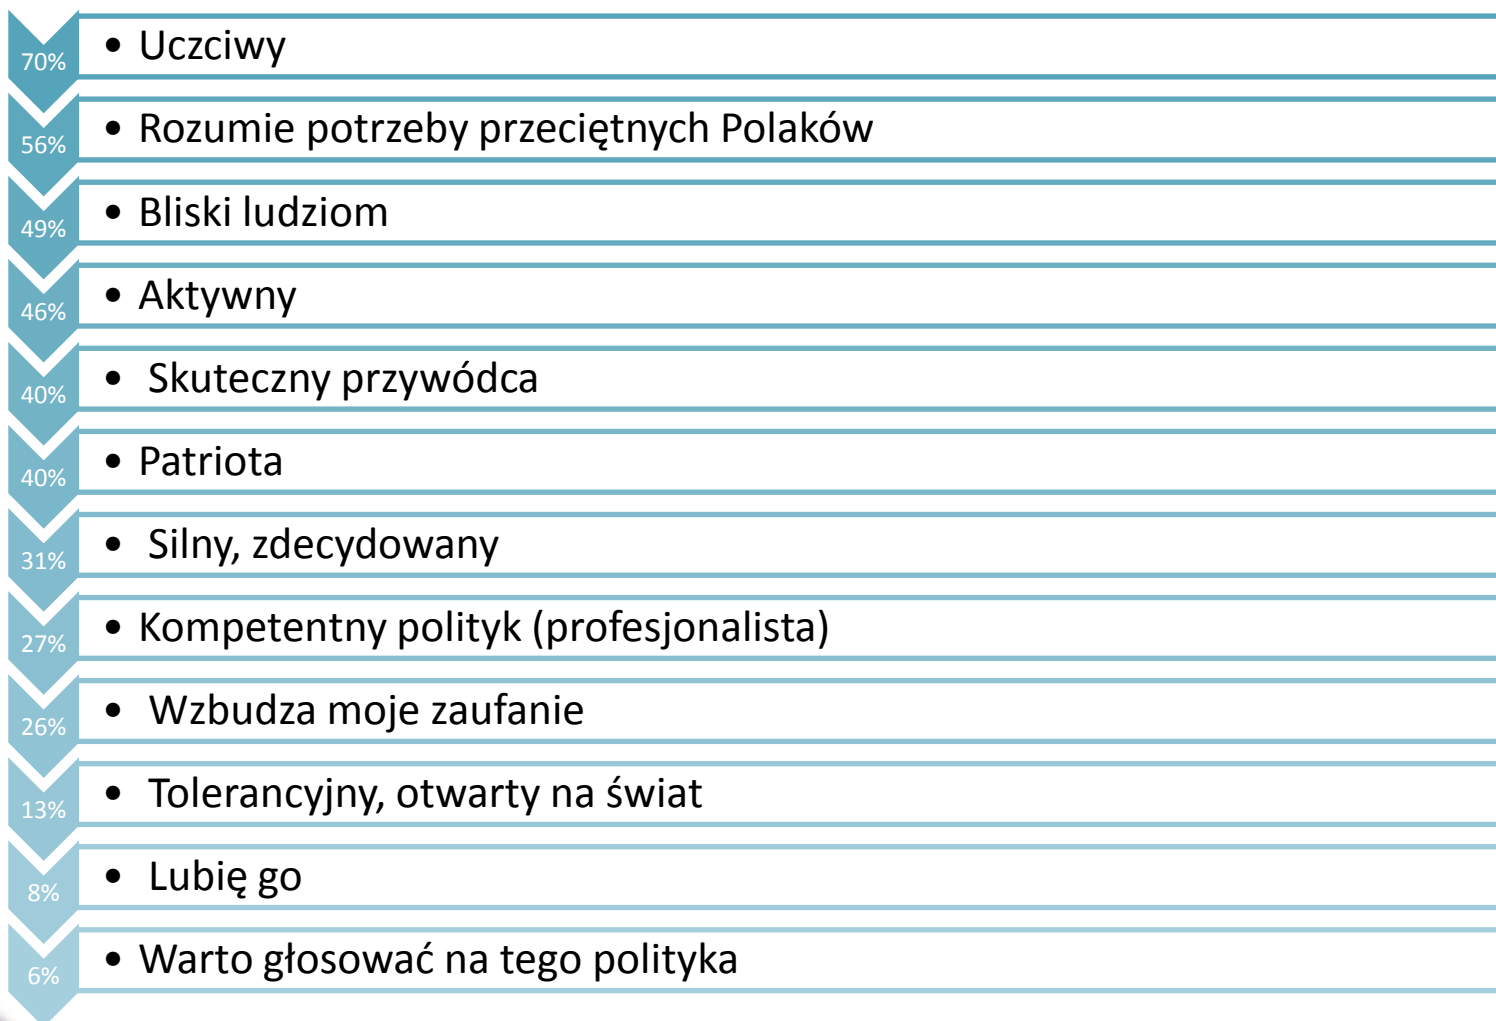 70% • Uczciwy
56% • Rozumie potrzeby przeciętnych Polaków
49% • Bliski ludziom
46% • Aktywny
40% • Skuteczny przywódca
40% • Patriota
31% • Silny, zdecydowany
27% • Kompetentny polityk (profesjonalista)
26% • Wzbudza moje zaufanie
13% • Tolerancyjny, otwarty na świat
8% • Lubię go
6% • Warto głosować na tego polityka